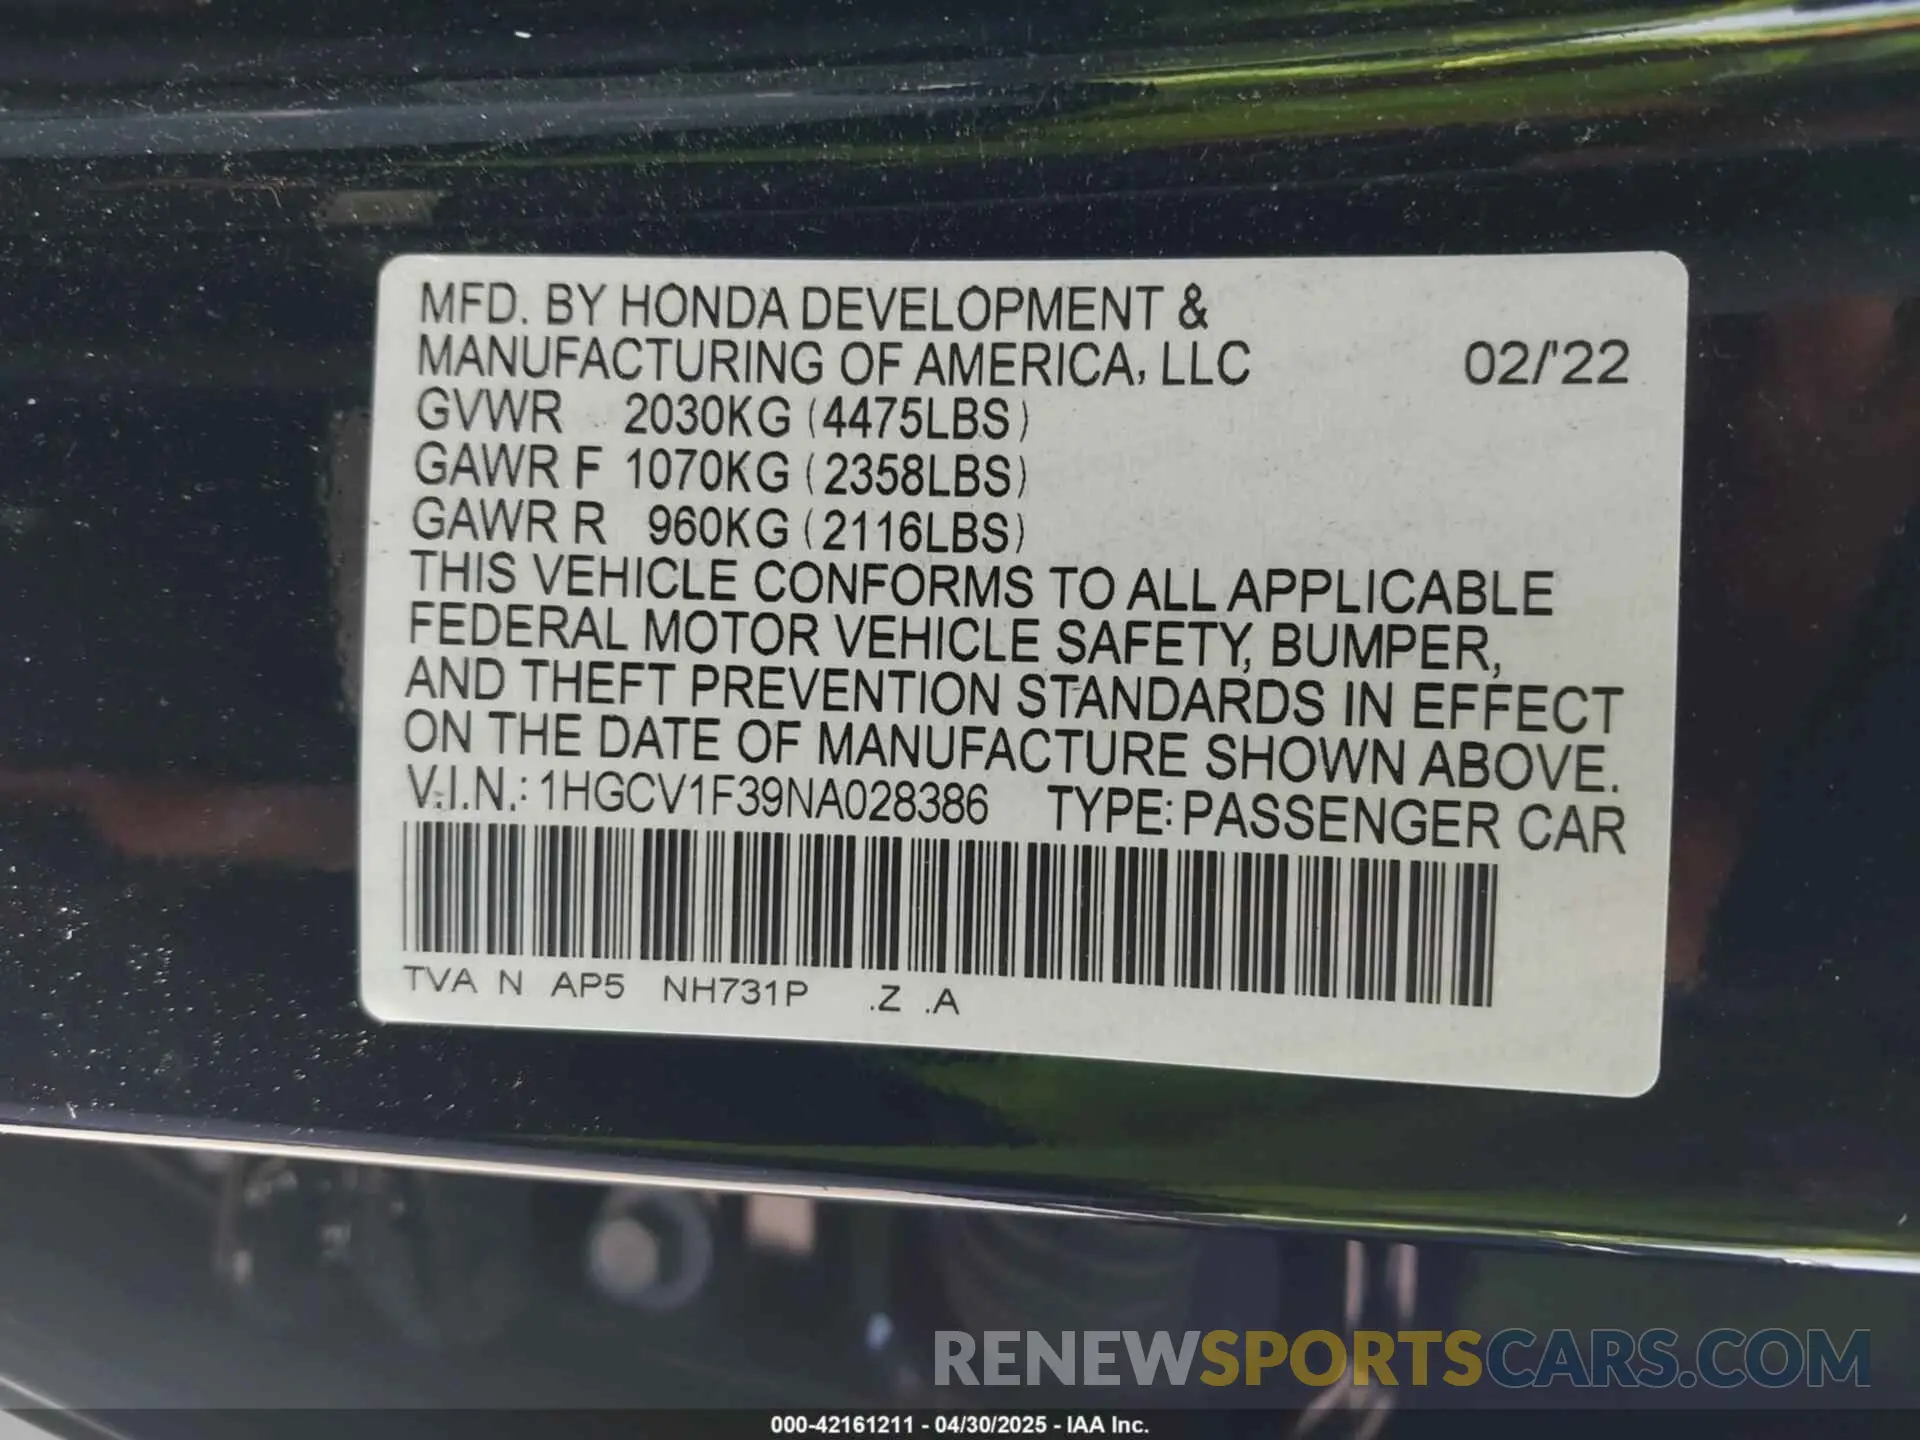 MFD. BY HONDA DEVELOPMENT &
MANUFACTURING OF AMERICA, LLC 02/'22
GVWR 2030KG (4475LBS)
GAWR F 1070KG (2358LBS)
GAWR R 960KG (2116LBS)
THIS VEHICLE CONFORMS TO ALL APPLICABLE
FEDERAL MOTOR VEHICLE SAFETY, BUMPER,
AND THEFT PREVENTION STANDARDS IN EFFECT
ON THE DATE OF MANUFACTURE SHOWN ABOVE.
V.I.N.: 1HGCV1F39NA028386 TYPE: PASSENGER CAR
TVA N AP5 NH731P .Z .A
RENEWSPORTSCARS.COM
000-42161211 - 04/30/2025 - IAA Inc.